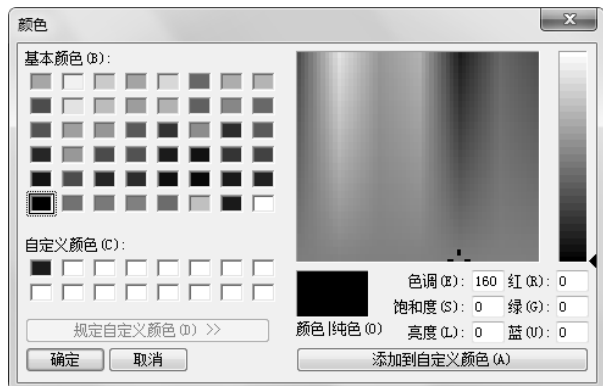 颜色
基本颜色(B):
自定义颜色(C):
规定自定义颜色(D) >>
确定 取消
颜色|纯色(O)
色调(E): 160 红(R): 0
饱和度(S): 0 绿(G): 0
亮度(L): 0 蓝(U): 0
添加到自定义颜色(A)